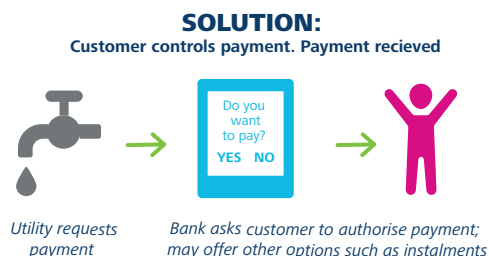 SOLUTION:
Customer controls payment. Payment recieved
Do you
want
to pay?
YES NO
Utility requests
payment
Bank asks customer to authorise payment;
may offer other options such as instalments